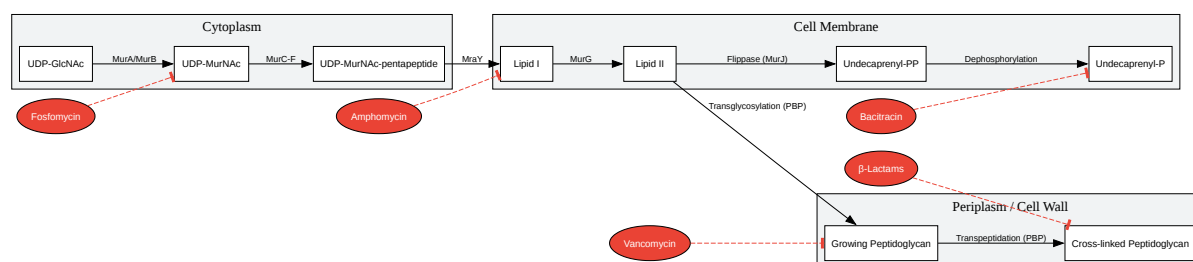 Cytoplasm
Cell Membrane
UDP-GlcNAc
MurA/MurB
UDP-MurNAc
MurC-F
UDP-MurNAc-pentapeptide
MraY
Lipid I
MurG
Lipid II
Flippase (MurJ)
Undecaprenyl-PP
Dephosphorylation
Undecaprenyl-P
Fosfomycin
Amphomycin
Transglycosylation (PBP)
Bacitracin
β-Lactams
Periplasm / Cell Wall
Vancomycin
Growing Peptidoglycan
Transpeptidation (PBP)
Cross-linked Peptidoglycan